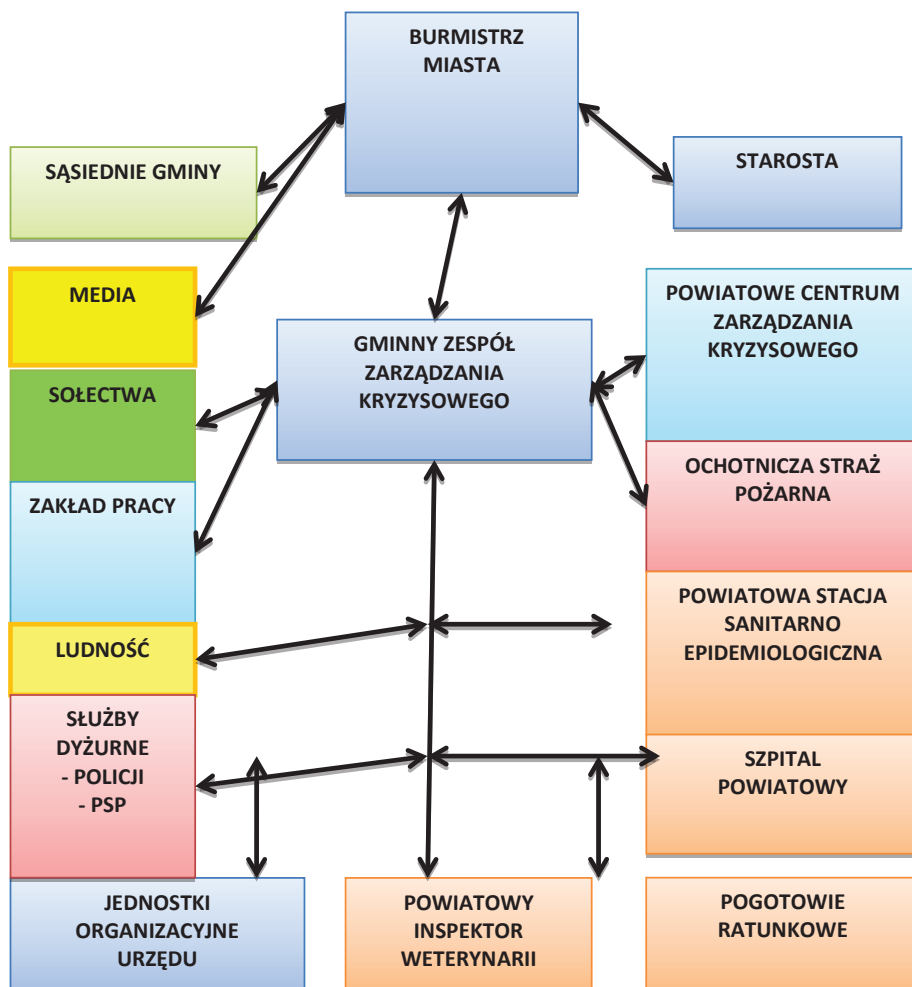 BURMISTRZ
MIASTA
SĄSIEDNIE GMINY
STAROSTA
MEDIA
GMINNY ZESPÓŁ
ZARZĄDZANIA
KRYZYSOWEGO
POWIATOWE CENTRUM
ZARZĄDZANIA
KRYZYSOWEGO
SOŁECTWA
OCHOTNICZA STRAŻ
POŻARNA
ZAKŁAD PRACY
POWIATOWA STACJA
SANITARNO
EPIDEMIOLOGICZNA
LUDNOŚĆ
SŁUŻBY
DYŻURNE
- POLICJI
- PSP
SZPITAL
POWIATOWY
JEDNOSTKI
ORGANIZACYJNE
URZĘDU
POWIATOWY
INSPEKTOR
WETERYNARII
POGOTOWIE
RATUNKOWE